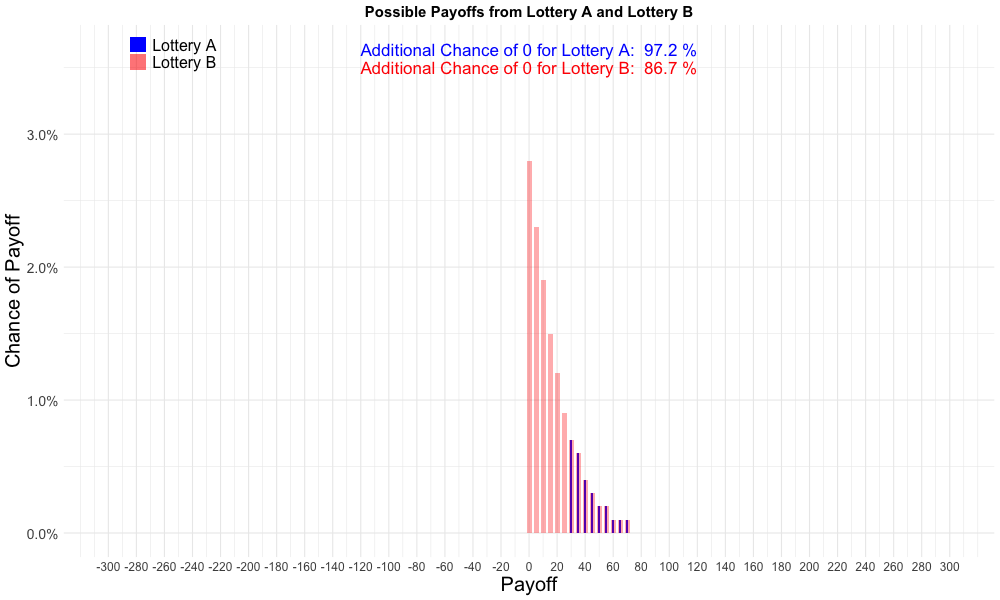 Possible Payoffs from Lottery A and Lottery B
Lottery A
Lottery B
Additional Chance of 0 for Lottery A: 97.2 %
Additional Chance of 0 for Lottery B: 86.7 %
Chance of Payoff
3.0%
2.0%
1.0%
0.0%
-300 -280 -260 -240 -220 -200 -180 -160 -140 -120 -100 -80 -60 -40 -20 0 20 40 60 80 100 120 140 160 180 200 220 240 260 280 300
Payoff